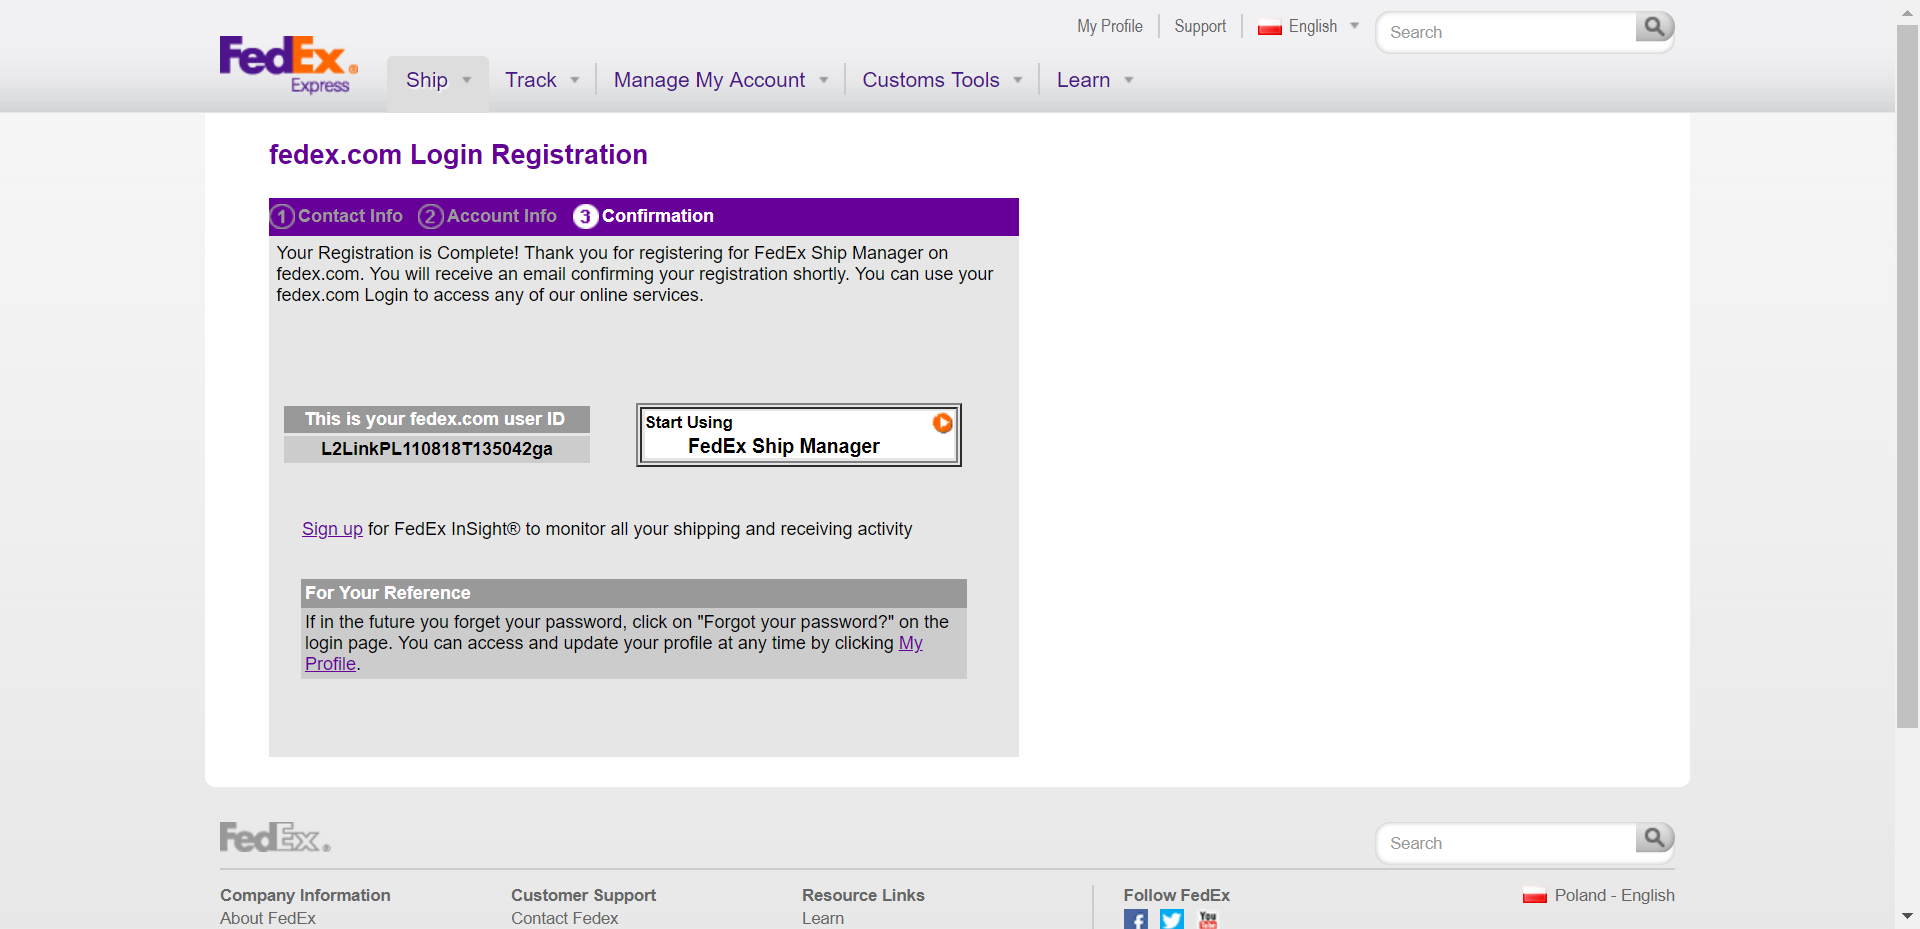 My Profile
Support
English
Search
FedEx®
Express
Ship
Track
Manage My Account
Customs Tools
Learn
fedex.com Login Registration
1 Contact Info 2 Account Info 3 Confirmation
Your Registration is Complete! Thank you for registering for FedEx Ship Manager on
fedex.com. You will receive an email confirming your registration shortly. You can use your
fedex.com Login to access any of our online services.
This is your fedex.com user ID
L2LinkPL110818T135042ga
Start Using
FedEx Ship Manager
Sign up for FedEx InSight® to monitor all your shipping and receiving activity
For Your Reference
If in the future you forget your password, click on "Forgot your password?" on the
login page. You can access and update your profile at any time by clicking My
Profile.
FedEx®
Search
Company Information
About FedEx
Customer Support
Contact Fedex
Resource Links
Learn
Follow FedEx
f
You
Poland - English